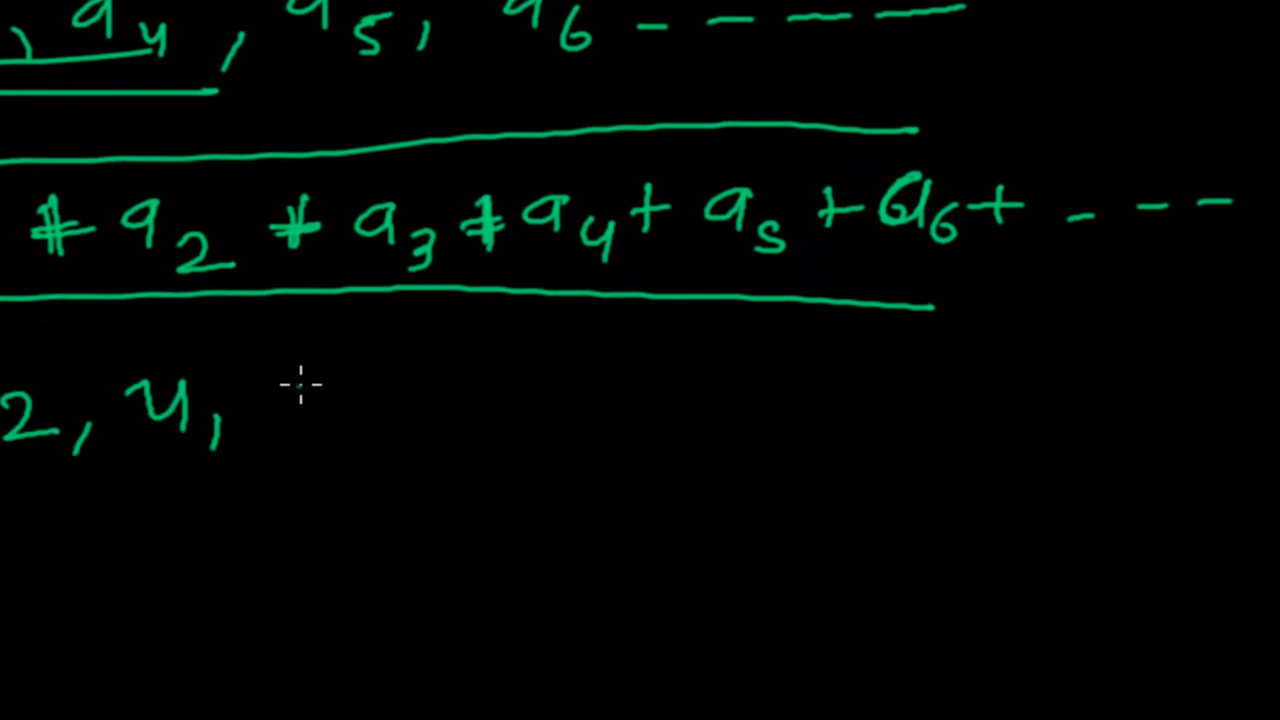 , a4, a5, a6 - - - -
+ a2 + a3 + a4 + a5 + a6 + - - -
2, 4,